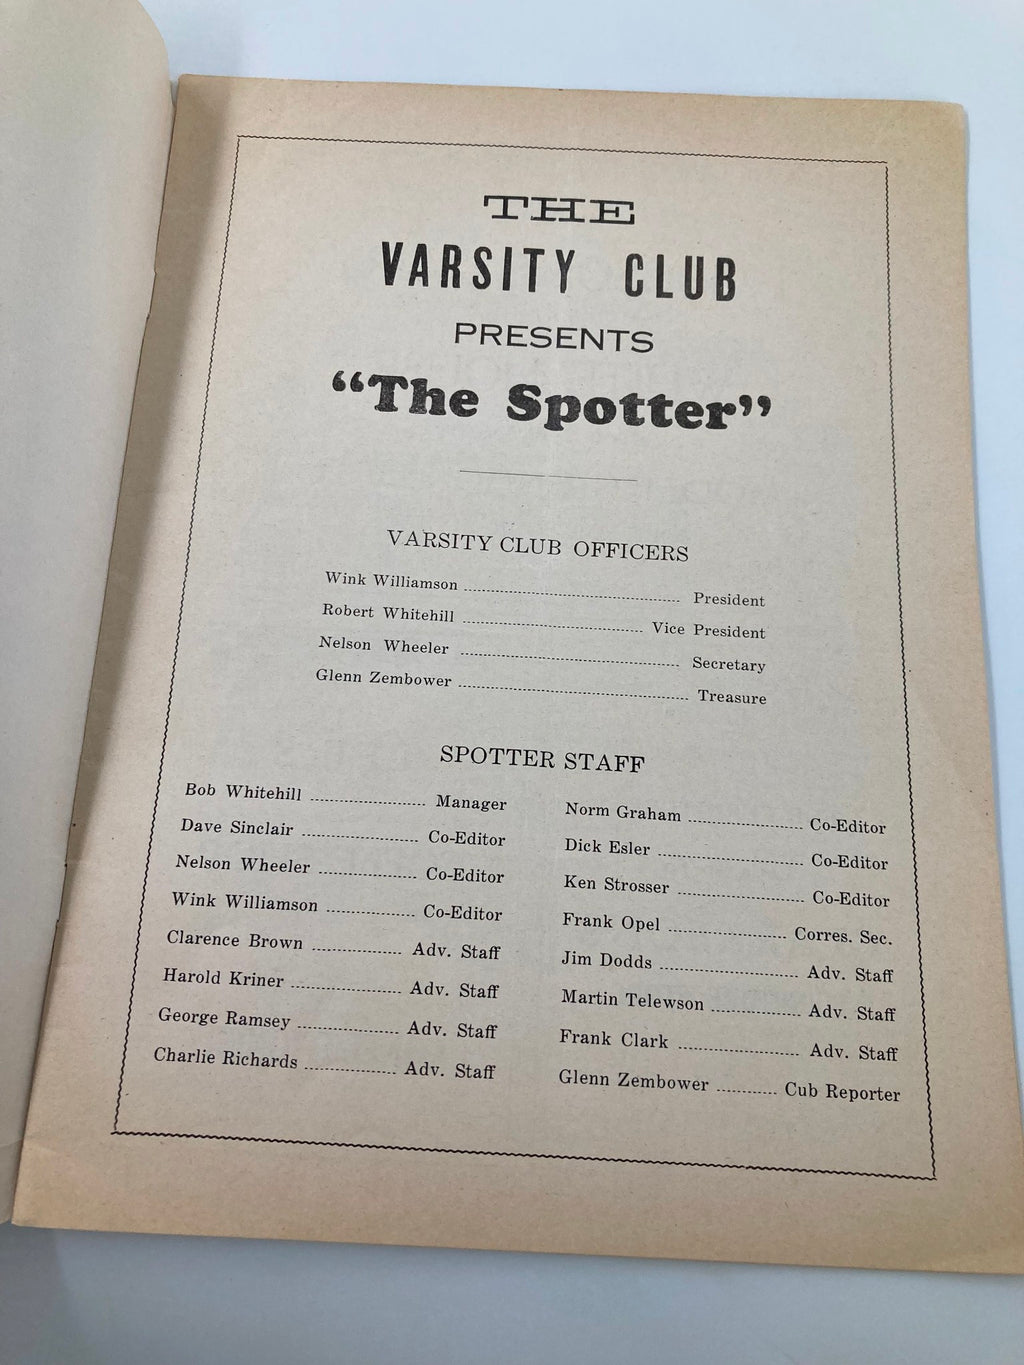 THE
VARSITY CLUB
PRESENTS
“The Spotter”
VARSITY CLUB OFFICERS
Wink Williamson ........ President
Robert Whitehill ........ Vice President
Nelson Wheeler ........ Secretary
Glenn Zembower ........ Treasure
SPOTTER STAFF
Bob Whitehill ........ Manager
Dave Sinclair ........ Co-Editor
Nelson Wheeler ........ Co-Editor
Wink Williamson ........ Co-Editor
Clarence Brown ........ Adv. Staff
Harold Kriner ........ Adv. Staff
George Ramsey ........ Adv. Staff
Charlie Richards ........ Adv. Staff
Norm Graham ........ Co-Editor
Dick Esler ........ Co-Editor
Ken Strosser ........ Co-Editor
Frank Opel ........ Corres. Sec.
Jim Dodds ........ Adv. Staff
Martin Telewson ........ Adv. Staff
Frank Clark ........ Adv. Staff
Glenn Zembower ........ Cub Reporter